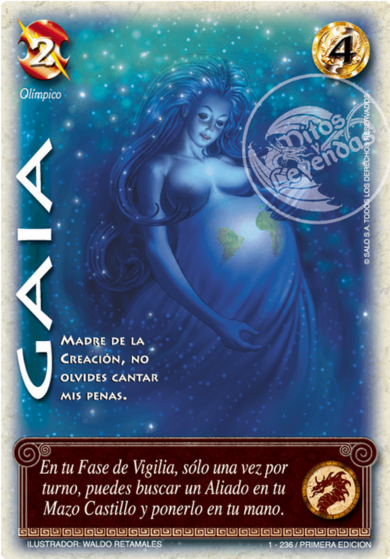 2
4
Olímpico
Mitos
y
Leyendas
© SALO S.A. TODOS LOS DERECHOS RESERVADOS
GAIA
MADRE DE LA
CREACIÓN, NO
OLVIDES CANTAR
MIS PENAS.
En tu Fase de Vigilia, sólo una vez por
turno, puedes buscar un Aliado en tu
Mazo Castillo y ponerlo en tu mano.
ILUSTRADOR: WALDO RETAMALES
1 - 236 / PRIMERA EDICION